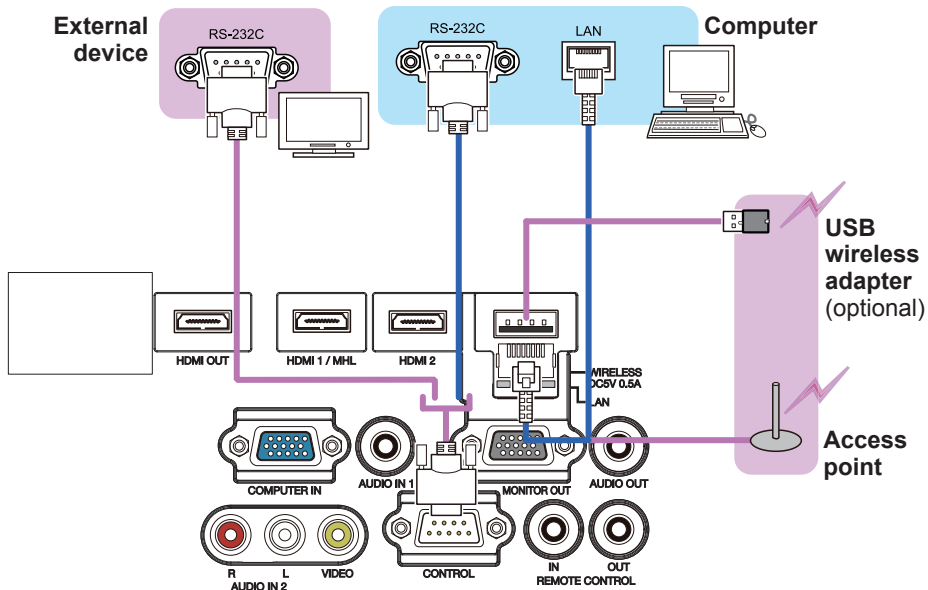 External
device
RS-232C
RS-232C
LAN
Computer
USB
wireless
adapter
(optional)
HDMI OUT
HDMI 1 / MHL
HDMI 2
WIRELESS
DC5V 0.5A
LAN
COMPUTER IN
AUDIO IN 1
MONITOR OUT
AUDIO OUT
Access
point
R
L
VIDEO
AUDIO IN 2
CONTROL
IN
OUT
REMOTE CONTROL